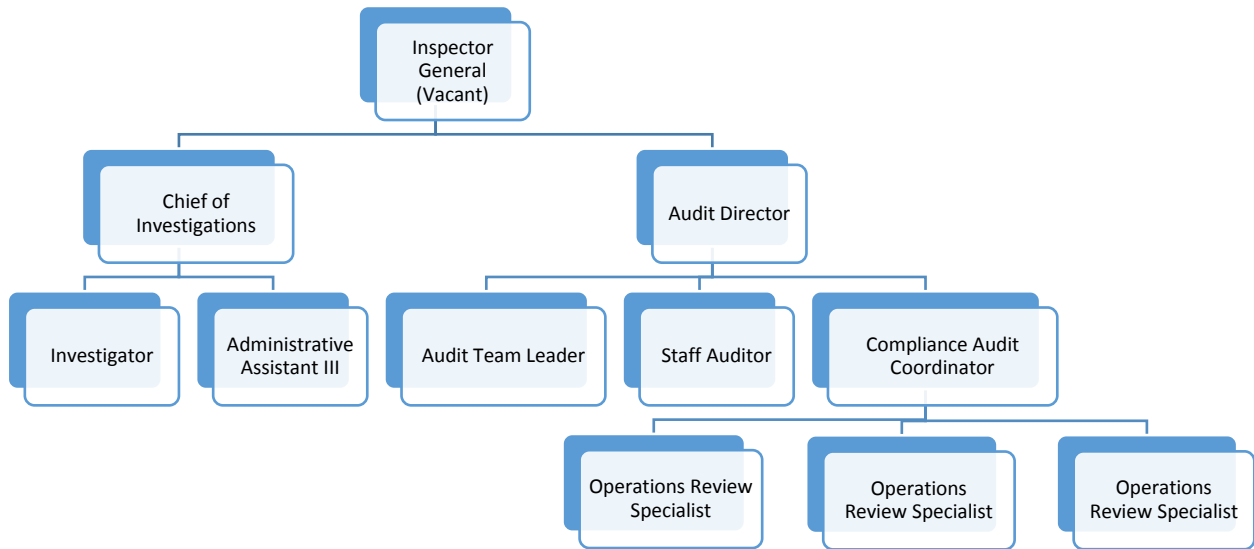 Inspector
General
(Vacant)
Chief of
Investigations
Audit Director
Investigator
Administrative
Assistant III
Audit Team Leader
Staff Auditor
Compliance Audit
Coordinator
Operations Review
Specialist
Operations
Review Specialist
Operations
Review Specialist